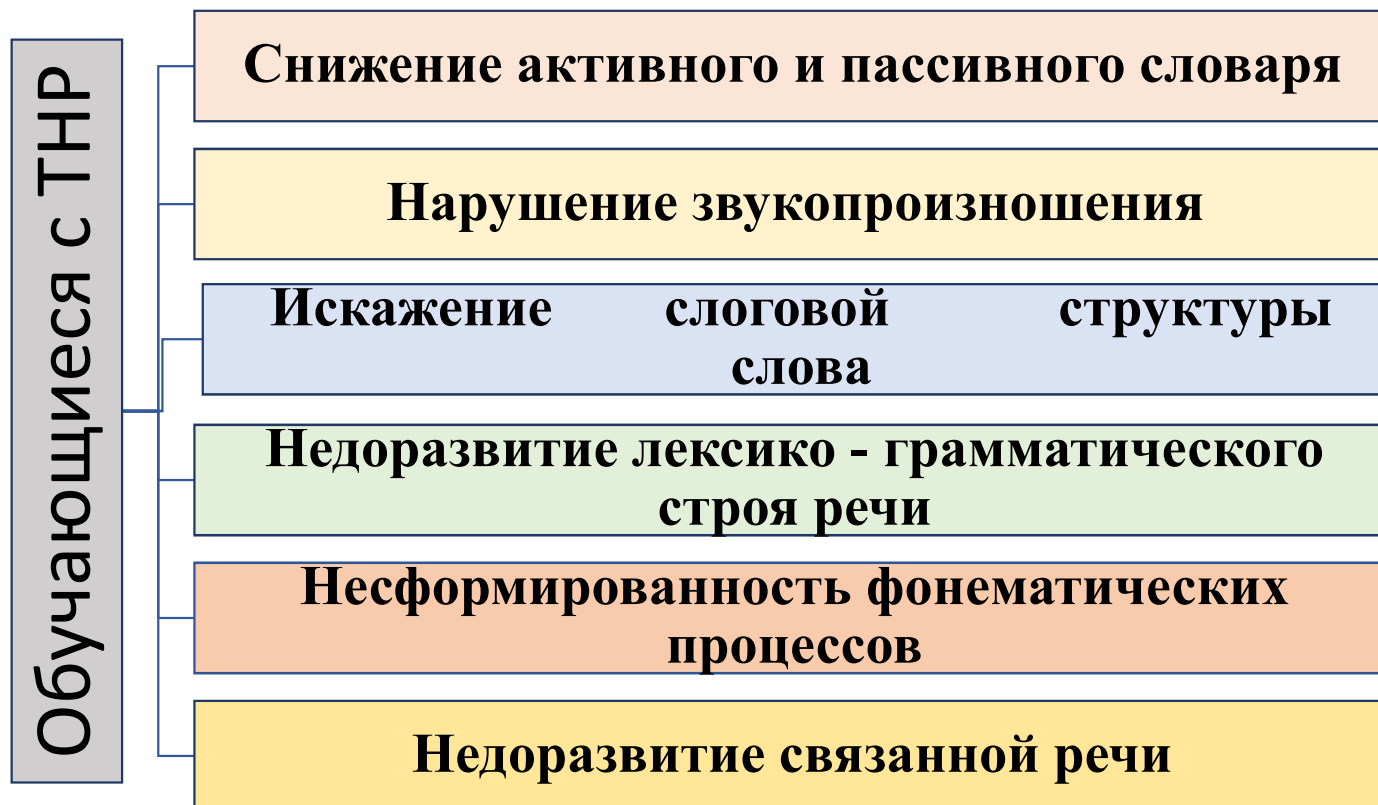 Обучающиеся с ТНР
Снижение активного и пассивного словаря
Нарушение звукопроизношения
Искажение слоговой структуры
слова
Недоразвитие лексико - грамматического
строя речи
Несформированность фонематических
процессов
Недоразвитие связанной речи